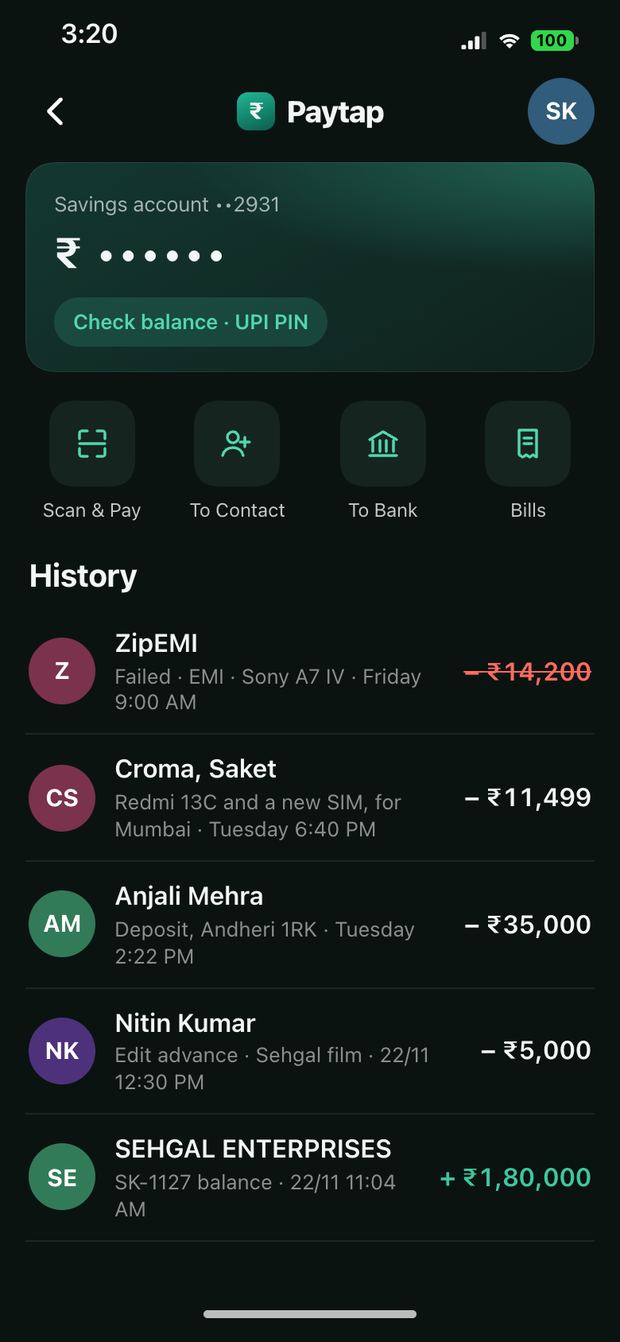 3:20
100
₹ Paytap
SK
Savings account ••2931
₹ ••••••
Check balance · UPI PIN
Scan & Pay
To Contact
To Bank
Bills
History
Z
ZipEMI
Failed · EMI · Sony A7 IV · Friday
9:00 AM
– ₹14,200
CS
Croma, Saket
Redmi 13C and a new SIM, for
Mumbai · Tuesday 6:40 PM
– ₹11,499
AM
Anjali Mehra
Deposit, Andheri 1RK · Tuesday
2:22 PM
– ₹35,000
NK
Nitin Kumar
Edit advance · Sehgal film · 22/11
12:30 PM
– ₹5,000
SE
SEHGAL ENTERPRISES
SK-1127 balance · 22/11 11:04
AM
+ ₹1,80,000